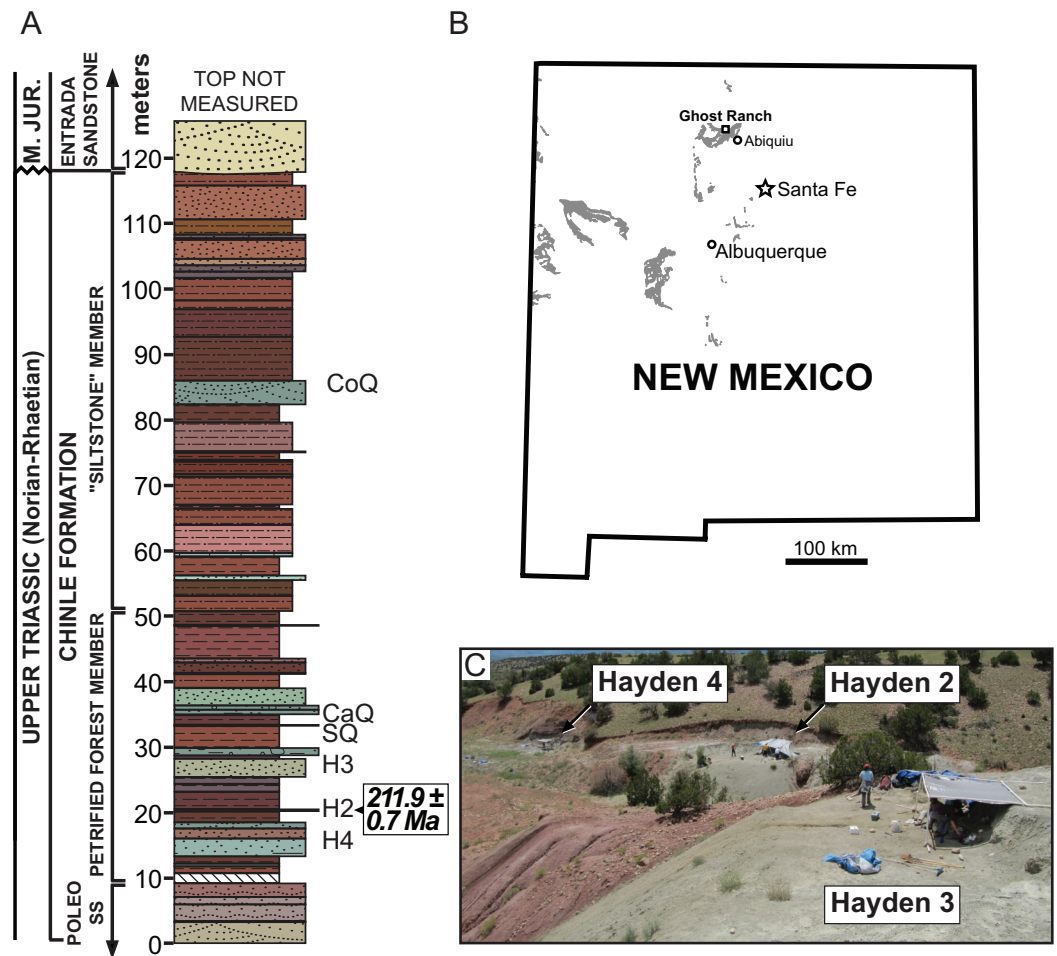 A
M. JUR.
ENTRADA
SANDSTONE
meters
TOP NOT
MEASURED
UPPER TRIASSIC (Norian-Rhaetian)
CHINLE FORMATION
"SILTSTONE" MEMBER
PETRIFIED FOREST MEMBER
POLEO
SS
120
110
100
90
80
70
60
50
40
30
20
10
0
CoQ
CaQ
SQ
H3
H2
211.9 ±
0.7 Ma
H4
B
Ghost Ranch
Abiquiu
Santa Fe
Albuquerque
NEW MEXICO
100 km
C
Hayden 4
Hayden 2
Hayden 3